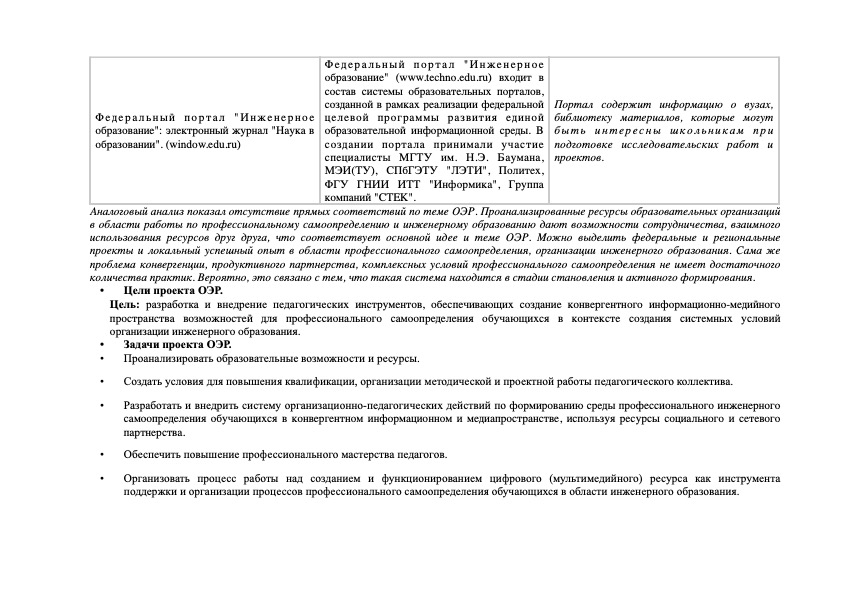 Федеральный портал "Инженерное
образование": электронный журнал "Наука в
образовании". (window.edu.ru)
Федеральный портал "Инженерное
образование" (www.techno.edu.ru) входит в
состав системы образовательных порталов,
созданной в рамках реализации федеральной
целевой программы развития единой
образовательной информационной среды. В
создании портала принимали участие
специалисты МГТУ им. Н.Э. Баумана,
МЭИ(ТУ), СПбГЭТУ "ЛЭТИ", Политех,
ФГУ ГНИИ ИТТ "Информика", Группа
компаний "СТЕК".
Портал содержит информацию о вузах,
библиотеку материалов, которые могут
быть интересны школьникам при
подготовке исследовательских работ и
проектов.
Аналоговый анализ показал отсутствие прямых соответствий по теме ОЭР. Проанализированные ресурсы образовательных организаций
в области работы по профессиональному самоопределению и инженерному образованию дают возможности сотрудничества, взаимного
использования ресурсов друг друга, что соответствует основной идее и теме ОЭР. Можно выделить федеральные и региональные
проекты и локальный успешный опыт в области профессионального самоопределения, организации инженерного образования. Сама же
проблема конвергенции, продуктивного партнерства, комплексных условий профессионального самоопределения не имеет достаточного
количества практик. Вероятно, это связано с тем, что такая система находится в стадии становления и активного формирования.
• Цели проекта ОЭР.
Цель: разработка и внедрение педагогических инструментов, обеспечивающих создание конвергентного информационно-медийного
пространства возможностей для профессионального самоопределения обучающихся в контексте создания системных условий
организации инженерного образования.
• Задачи проекта ОЭР.
• Проанализировать образовательные возможности и ресурсы.
• Создать условия для повышения квалификации, организации методической и проектной работы педагогического коллектива.
• Разработать и внедрить систему организационно-педагогических действий по формированию среды профессионального инженерного
самоопределения обучающихся в конвергентном информационном и медиапространстве, используя ресурсы социального и сетевого
партнерства.
• Обеспечить повышение профессионального мастерства педагогов.
• Организовать процесс работы над созданием и функционированием цифрового (мультимедийного) ресурса как инструмента
поддержки и организации процессов профессионального самоопределения обучающихся в области инженерного образования.